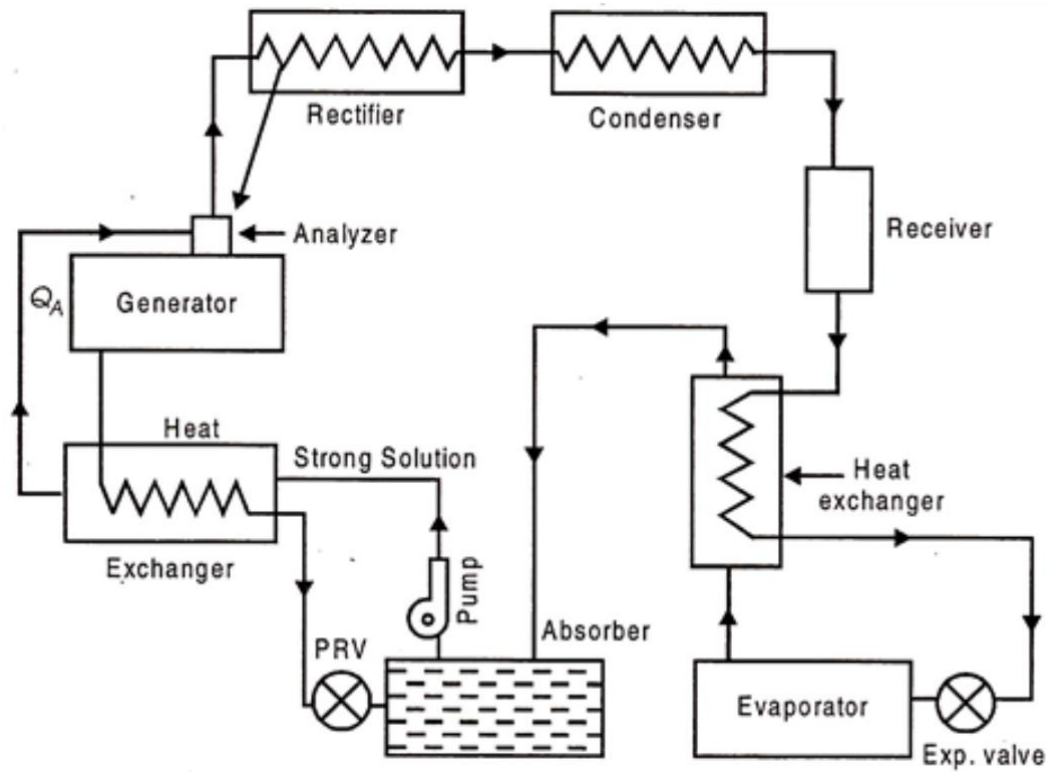 Rectifier
Condenser
Analyzer
Receiver
Q_A
Generator
Heat
Strong Solution
Heat
exchanger
Exchanger
Pump
PRV
Absorber
Evaporator
Exp. valve